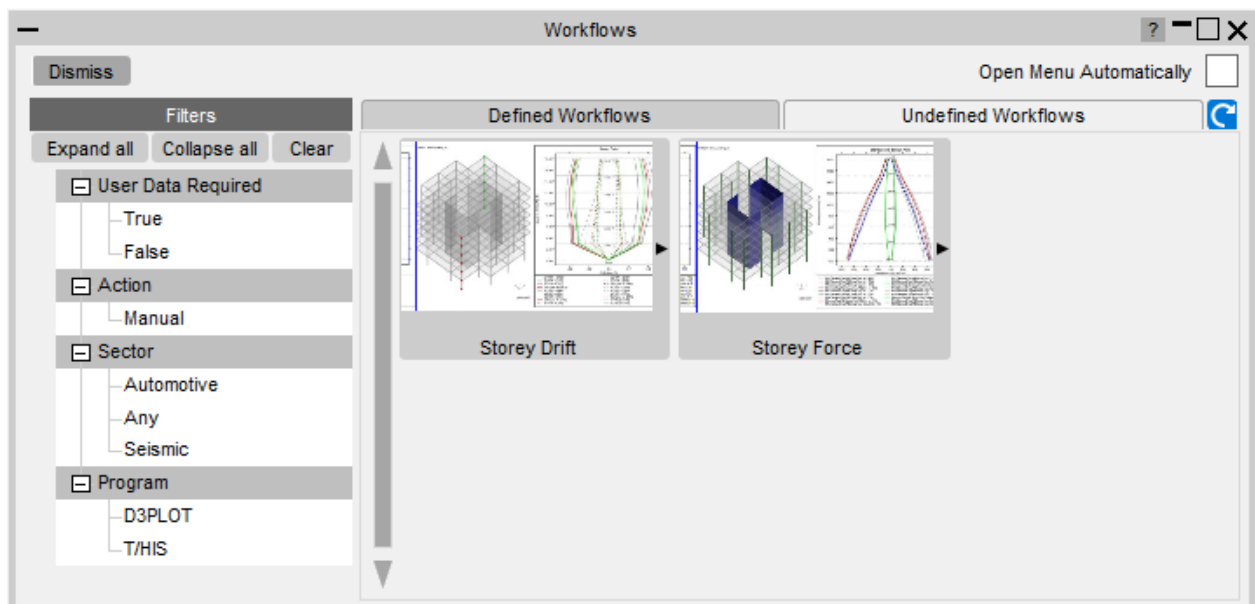 Workflows
?
Dismiss
Open Menu Automatically
Filters
Defined Workflows
Undefined Workflows
Expand all Collapse all Clear
User Data Required
True
False
Action
Manual
Sector
Automotive
Any
Seismic
Program
D3PLOT
T/HIS
Storey Drift
Storey Force